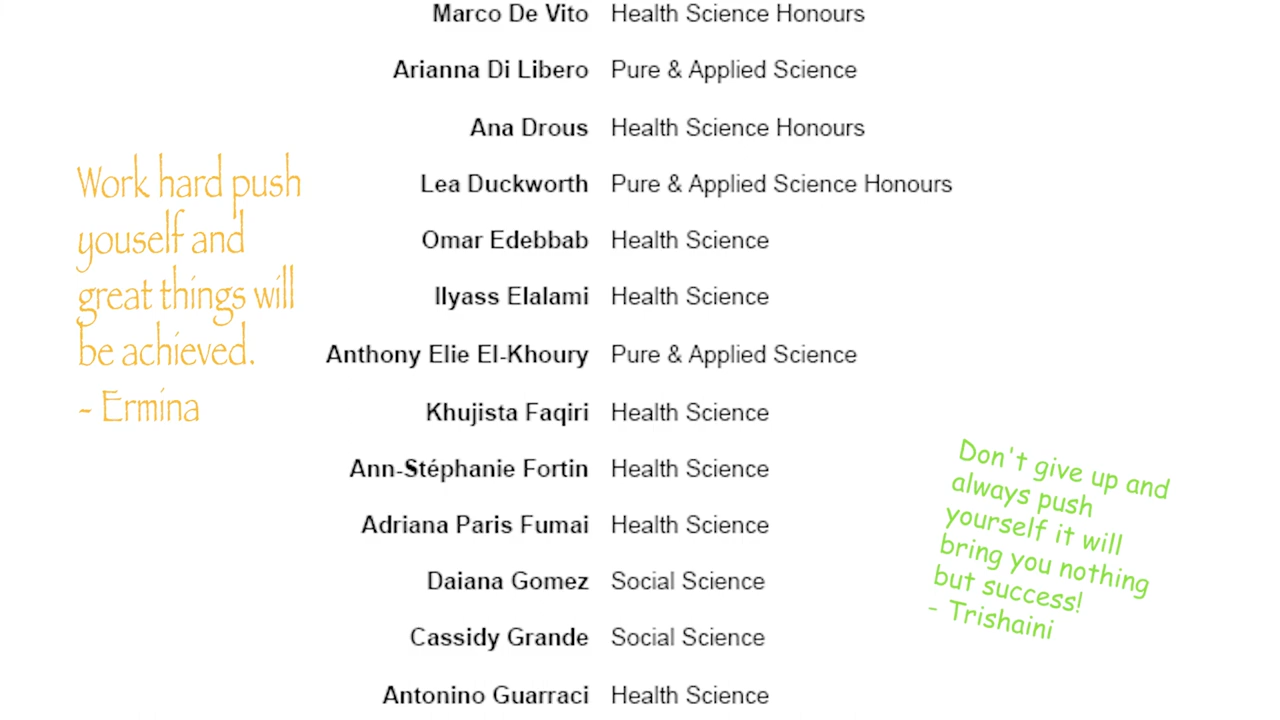 Marco De Vito Health Science Honours
Arianna Di Libero Pure & Applied Science
Ana Drous Health Science Honours
Lea Duckworth Pure & Applied Science Honours
Omar Edebbab Health Science
Ilyass Elalami Health Science
Anthony Elie El-Khoury Pure & Applied Science
Khujista Faqiri Health Science
Ann-Stéphanie Fortin Health Science
Adriana Paris Fumai Health Science
Daiana Gomez Social Science
Cassidy Grande Social Science
Antonino Guarraci Health Science
Work hard push
youself and
great things will
be achieved.
- Ermina
Don't give up and
always push
yourself it will
bring you nothing
but success!
- Trishaini